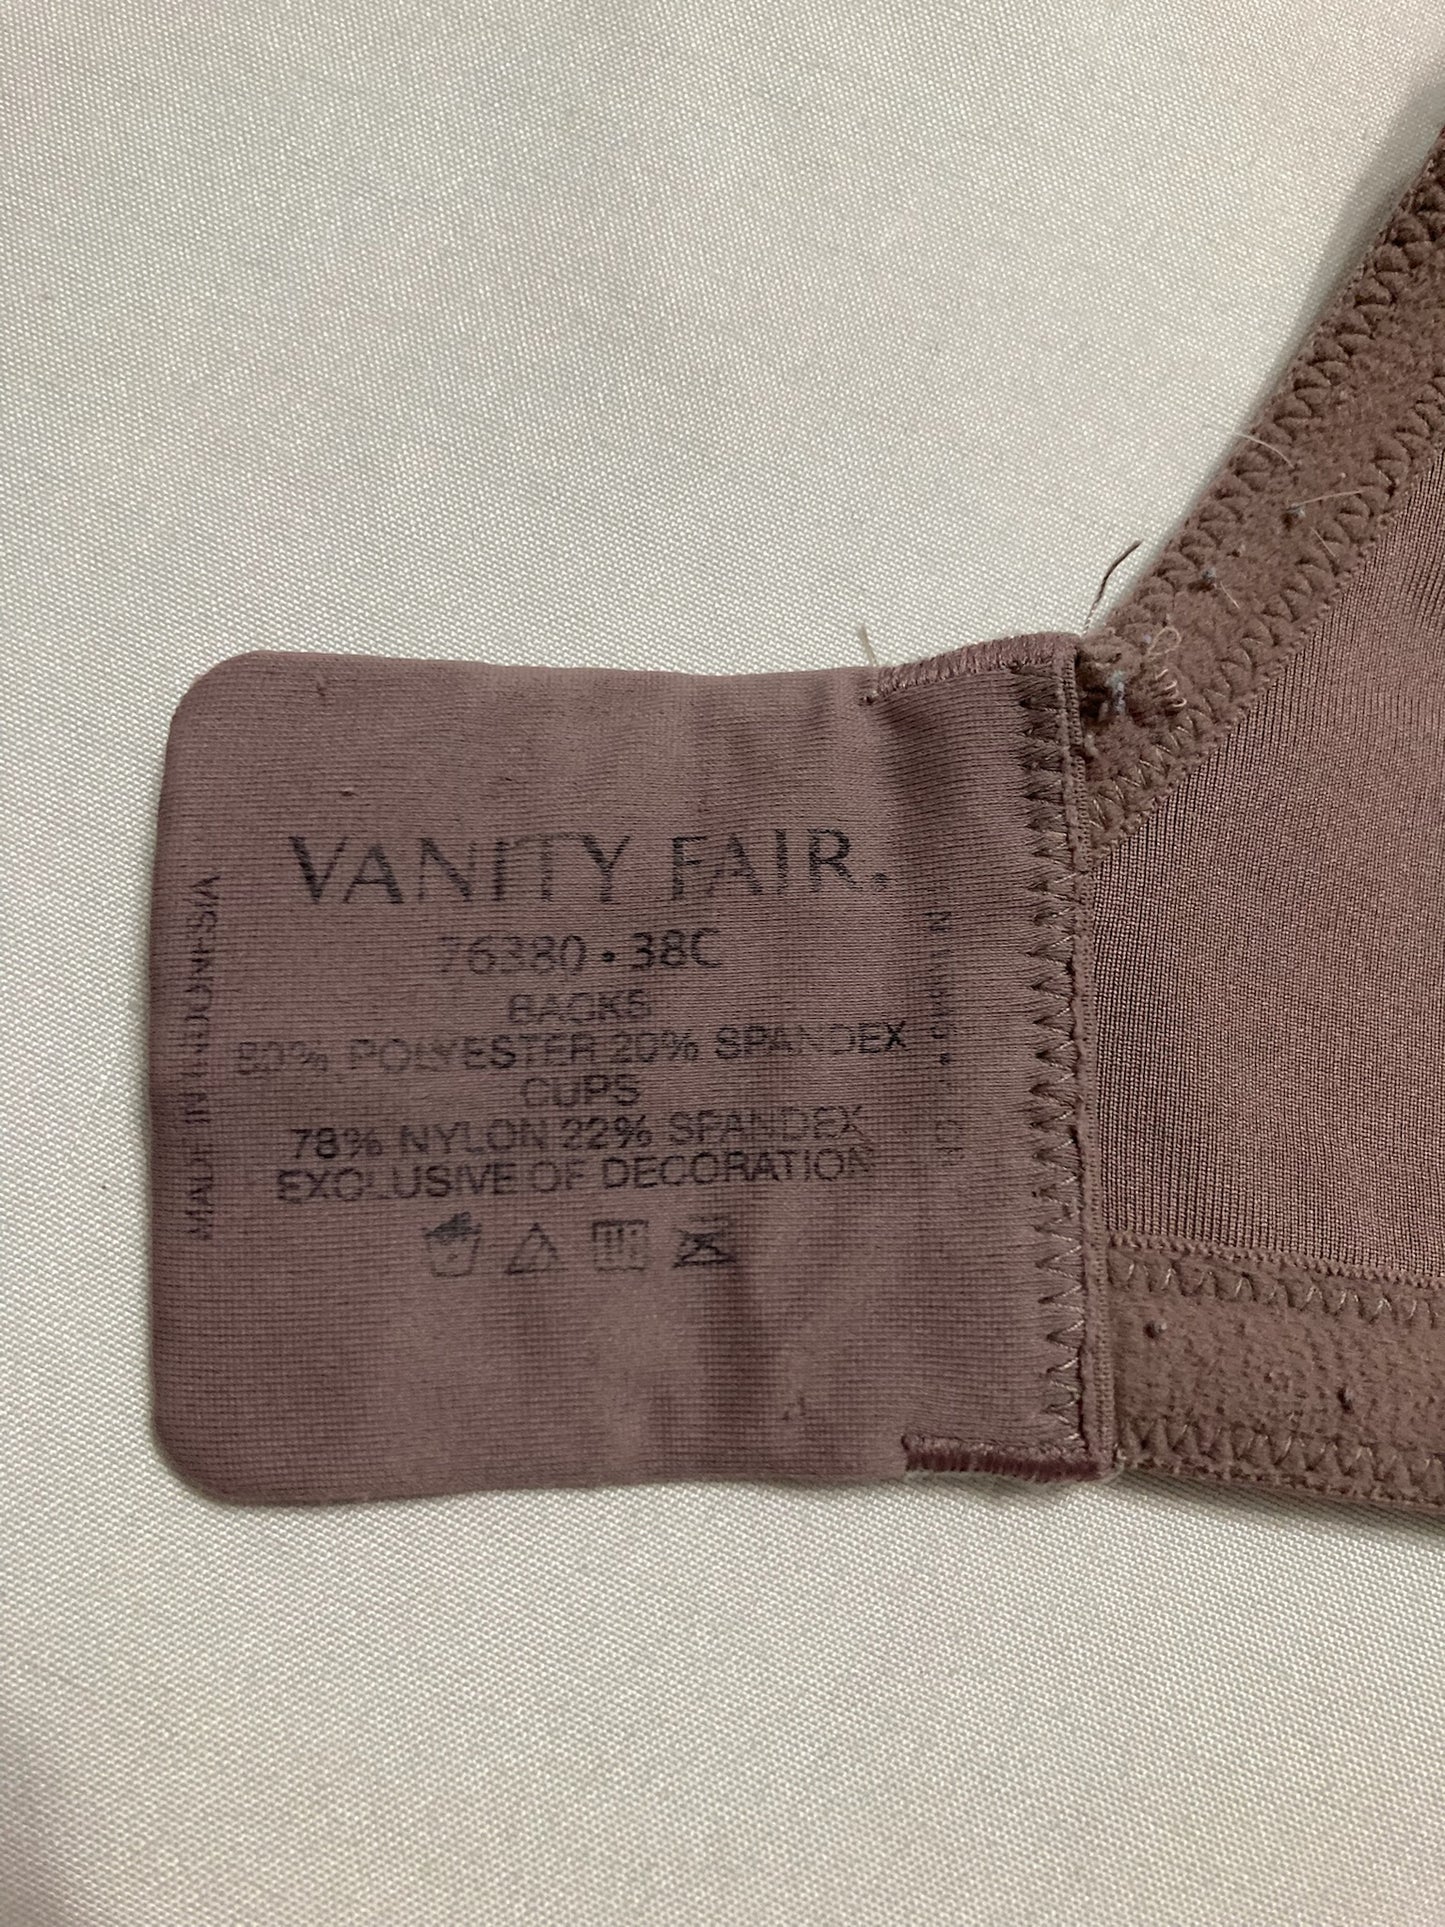 VANITY FAIR.
76380 • 38C
BACKS
80% POLYESTER 20% SPANDEX
CUPS
78% NYLON 22% SPANDEX
EXCLUSIVE OF DECORATION
MADE IN INDONESIA